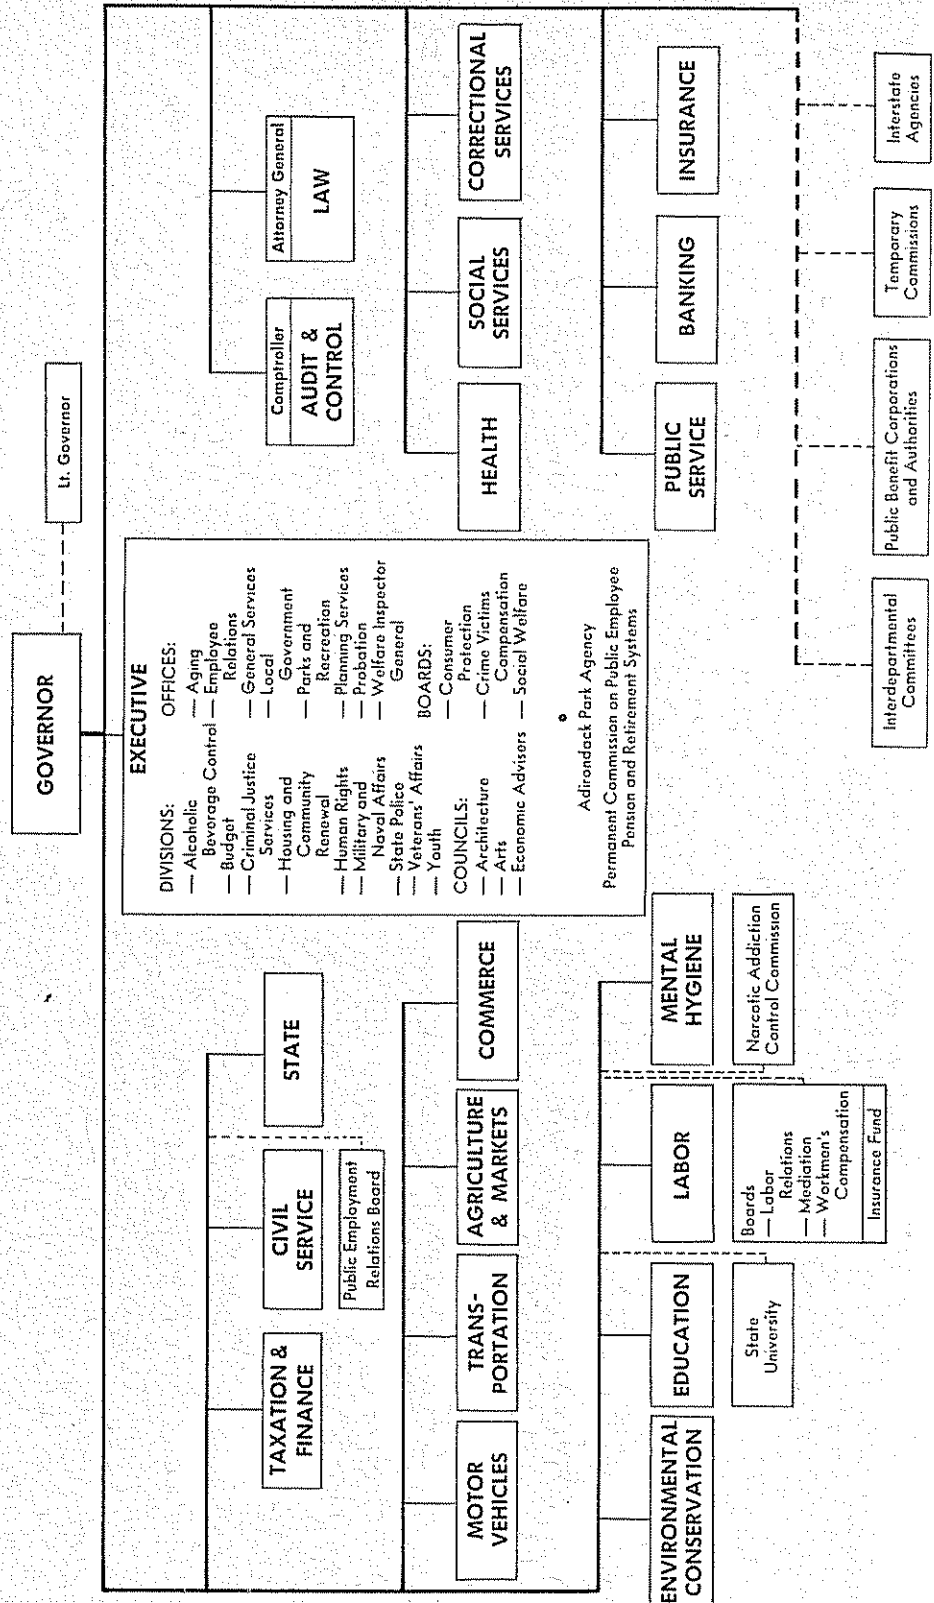 GOVERNOR
Lt. Governor
EXECUTIVE
DIVISIONS:
— Alcoholic
Beverage Control
— Budget
— Criminal Justice
Services
— Housing and
Community
Renewal
— Human Rights
— Military and
Naval Affairs
— State Police
— Veterans' Affairs
— Youth
COUNCILS:
— Architecture
— Arts
— Economic Advisers
OFFICES:
— Aging
— Employee
Relations
— General Services
— Local
Government
— Parks and
Recreation
— Planning Services
— Probation
— Welfare Inspector
General
BOARDS:
— Consumer
Protection
— Crime Victims
Compensation
— Social Welfare
Adirondack Park Agency
Permanent Commission on Public Employee
Pension and Retirement Systems
TAXATION &
FINANCE
CIVIL
SERVICE
Public Employment
Relations Board
STATE
Comptroller
AUDIT &
CONTROL
Attorney General
LAW
MOTOR
VEHICLES
TRANS-
PORTATION
AGRICULTURE
& MARKETS
COMMERCE
HEALTH
SOCIAL
SERVICES
CORRECTIONAL
SERVICES
ENVIRONMENTAL
CONSERVATION
EDUCATION
State
University
LABOR
Boards
— Labor
Relations
— Mediation
— Workmen's
Compensation
Insurance Fund
MENTAL
HYGIENE
Narcotic Addiction
Control Commission
PUBLIC
SERVICE
BANKING
INSURANCE
Interdepartmental
Committees
Public Benefit Corporations
and Authorities
Temporary
Commissions
Interstate
Agencies